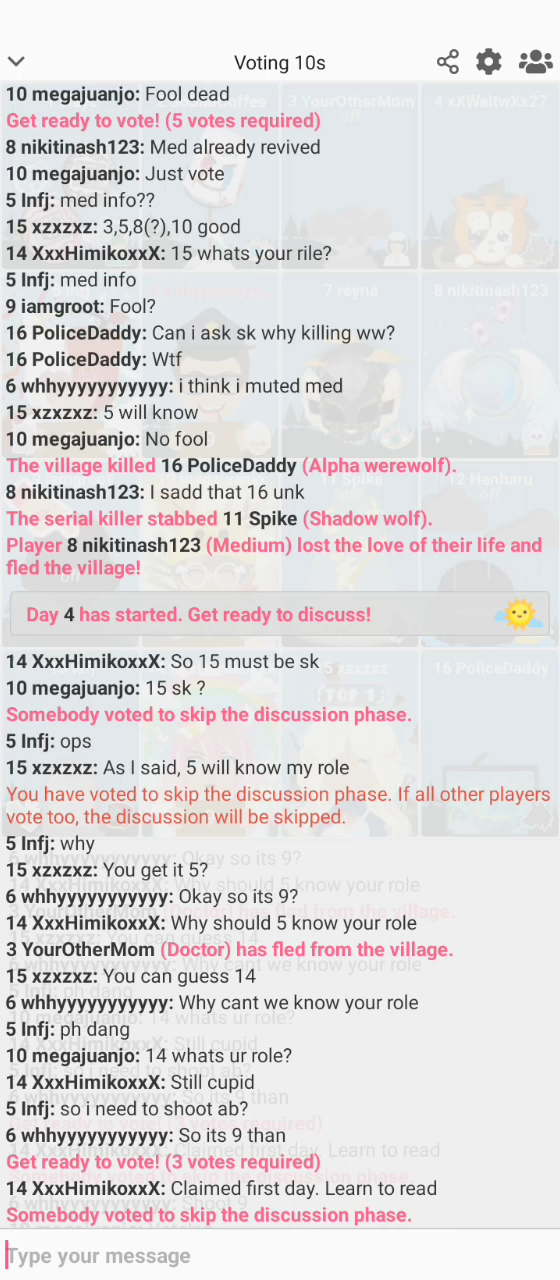 Voting 10s
10 megajuanjo: Fool dead
Get ready to vote! (5 votes required)
8 nikitinash123: Med already revived
10 megajuanjo: Just vote
5 Infj: med info??
15 xzxzxz: 3,5,8(?),10 good
14 XxxHimikoxxX: 15 whats your rile?
5 Infj: med info
9 iamgroot: Fool?
16 PoliceDaddy: Can i ask sk why killing ww?
16 PoliceDaddy: Wtf
6 whhyyyyyyyyyyy: i think i muted med
15 xzxzxz: 5 will know
10 megajuanjo: No fool
The village killed 16 PoliceDaddy (Alpha werewolf).
8 nikitinash123: I sadd that 16 unk
The serial killer stabbed 11 Spike (Shadow wolf).
Player 8 nikitinash123 (Medium) lost the love of their life and
fled the village!
Day 4 has started. Get ready to discuss!
14 XxxHimikoxxX: So 15 must be sk
10 megajuanjo: 15 sk ?
Somebody voted to skip the discussion phase.
5 Infj: ops
15 xzxzxz: As I said, 5 will know my role
You have voted to skip the discussion phase. If all other players
vote too, the discussion will be skipped.
5 Infj: why
15 xzxzxz: You get it 5?
6 whhyyyyyyyyyyy: Okay so its 9?
14 XxxHimikoxxX: Why should 5 know your role
3 YourOtherMom (Doctor) has fled from the village.
15 xzxzxz: You can guess 14
6 whhyyyyyyyyyyy: Why cant we know your role
5 Infj: ph dang
10 megajuanjo: 14 whats ur role?
14 XxxHimikoxxX: Still cupid
5 Infj: so i need to shoot ab?
6 whhyyyyyyyyyyy: So its 9 than
Get ready to vote! (3 votes required)
14 XxxHimikoxxX: Claimed first day. Learn to read
Somebody voted to skip the discussion phase.
Type your message